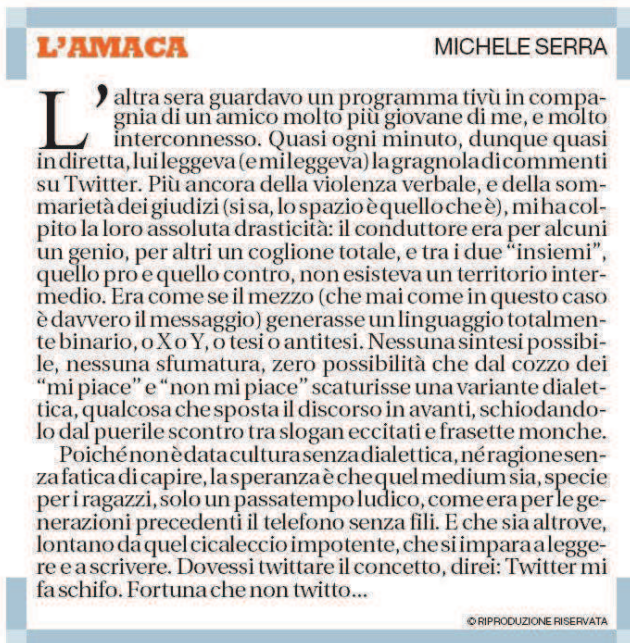 L'AMACA MICHELE SERRA
L'altra sera guardavo un programma tivù in compa-
gnia di un amico molto più giovane di me, e molto
interconnesso. Quasi ogni minuto, dunque quasi
in diretta, lui leggeva (e mi leggeva) la gragnola di commenti
su Twitter. Più ancora della violenza verbale, e della som-
marietà dei giudizi (si sa, lo spazio è quello che è), mi ha col-
pito la loro assoluta drasticità: il conduttore era per alcuni
un genio, per altri un coglione totale, e tra i due “insiemi”,
quello pro e quello contro, non esisteva un territorio inter-
medio. Era come se il mezzo (che mai come in questo caso
è davvero il messaggio) generasse un linguaggio totalmen-
te binario, o X o Y, o tesi o antitesi. Nessuna sintesi possibi-
le, nessuna sfumatura, zero possibilità che dal cozzo dei
“mi piace” e “non mi piace” scaturisse una variante dialet-
tica, qualcosa che sposta il discorso in avanti, schiodando-
lo dal puerile scontro tra slogan eccitati e frasette monche.
Poiché non è data cultura senza dialettica, né ragione sen-
za fatica di capire, la speranza è che quel medium sia, specie
per i ragazzi, solo un passatempo ludico, come era per le ge-
nerazioni precedenti il telefono senza fili. E che sia altrove,
lontano da quel cicaleccio impotente, che si impara a legge-
re e a scrivere. Dovessi twittare il concetto, direi: Twitter mi
fa schifo. Fortuna che non twitto...
© RIPRODUZIONE RISERVATA